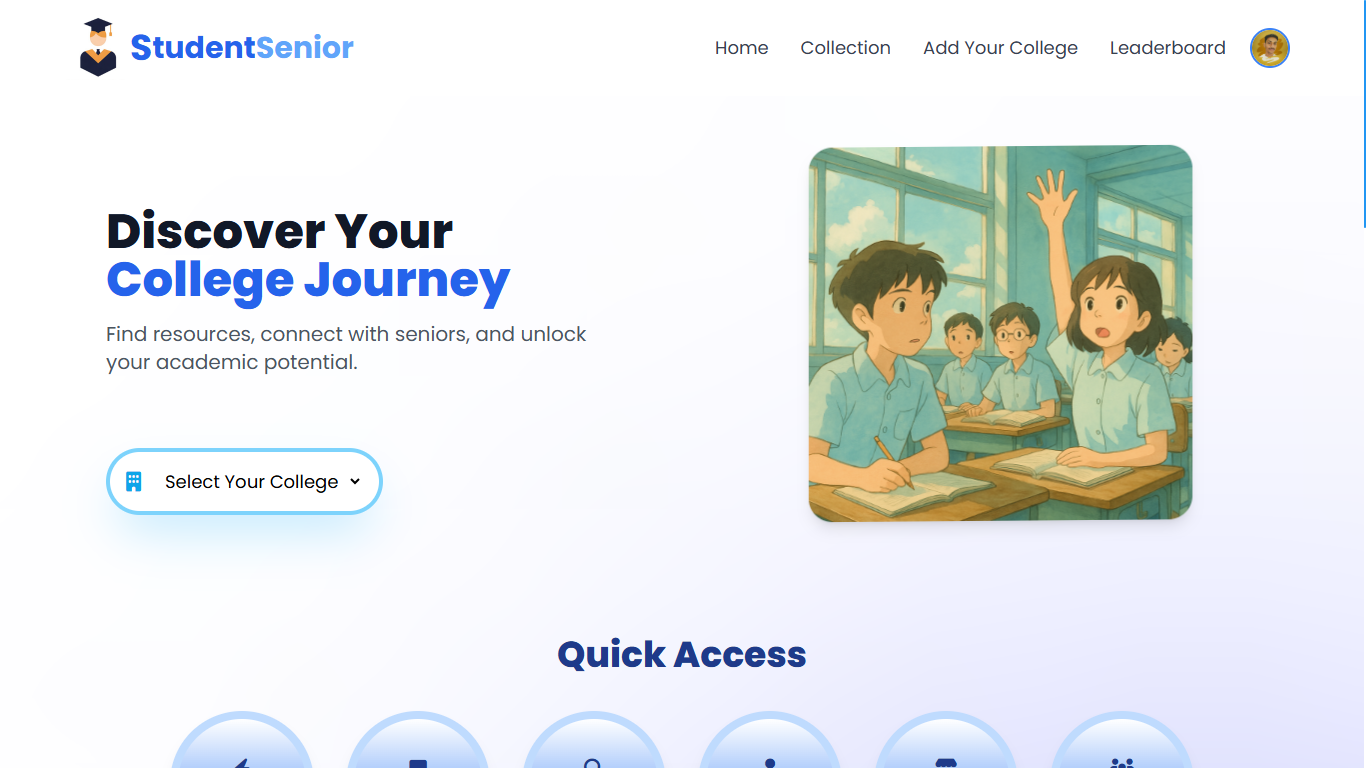 StudentSenior
Home
Collection
Add Your College
Leaderboard
Discover Your
College Journey
Find resources, connect with seniors, and unlock
your academic potential.
Select Your College
Quick Access